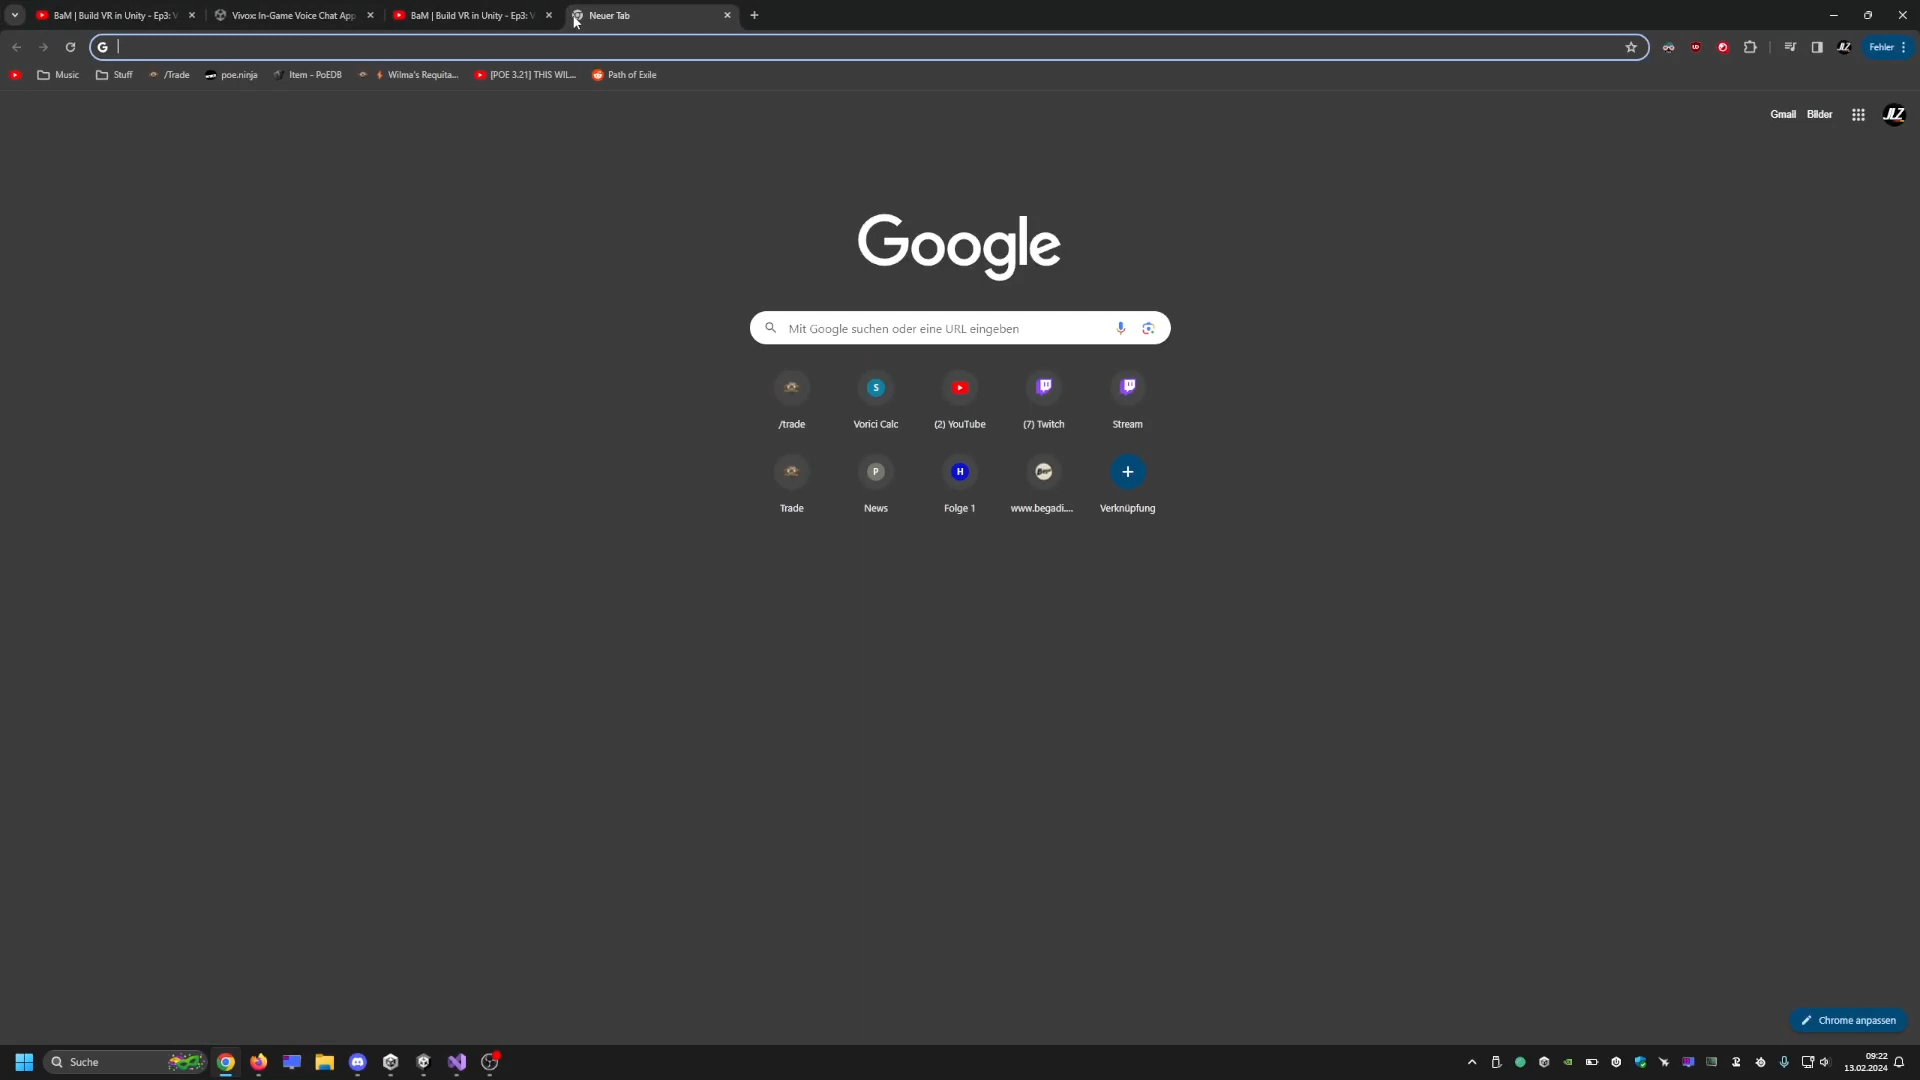 BaM | Build VR in Unity - Ep3: V
Vivox: In-Game Voice Chat App
BaM | Build VR in Unity - Ep3: V
Neuer Tab
Fehler
Music
Stuff
/Trade
poe.ninja
Item - PoEDB
Wilma's Requita...
[POE 3.21] THIS WIL...
Path of Exile
Gmail
Bilder
JLZ
Google
Mit Google suchen oder eine URL eingeben
S
/trade
Vorici Calc
(2) YouTube
(7) Twitch
Stream
P
H
Trade
News
Folge 1
www.begadi....
Verknüpfung
Chrome anpassen
Suche
09:22
13.02.2024